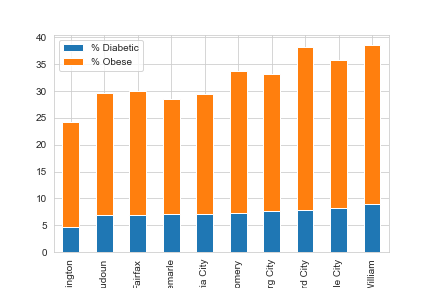 40
35
30
25
20
15
10
5
0
% Diabetic
% Obese
ington
udoun
Fairfax
emarle
ia City
omery
rg City
rd City
le City
William